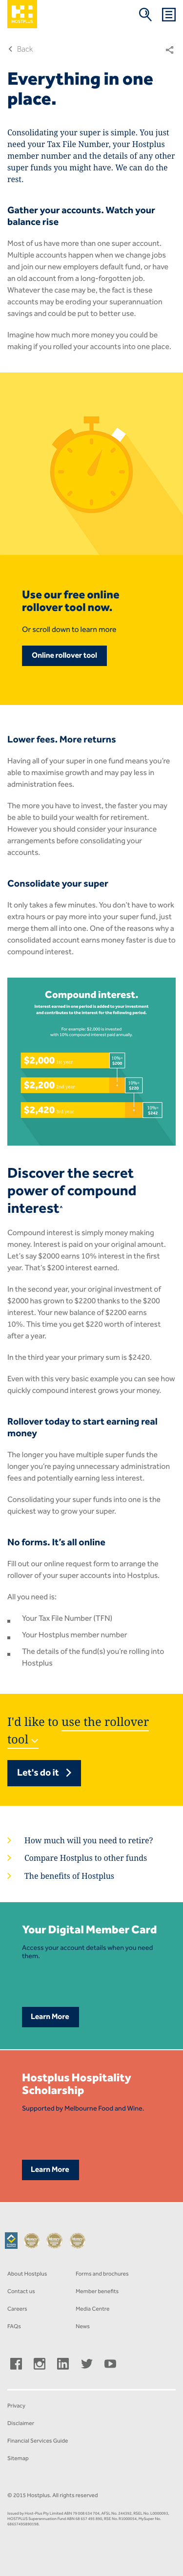 HOSTPLUS
Back
Everything in one
place.
Consolidating your super is simple. You just
need your Tax File Number, your Hostplus
member number and the details of any other
super funds you might have. We can do the
rest.
Gather your accounts. Watch your
balance rise
Most of us have more than one super account.
Multiple accounts happen when we change jobs
and join our new employers default fund, or have
an old account from a long-forgotten job.
Whatever the case may be, the fact is these
accounts may be eroding your superannuation
savings and could be put to better use.
Imagine how much more money you could be
making if you rolled your accounts into one place.
Use our free online
rollover tool now.
Or scroll down to learn more
Online rollover tool
Lower fees. More returns
Having all of your super in one fund means you're
able to maximise growth and pay less in
administration fees.
The more you have to invest, the faster you may
be able to build your wealth for retirement.
However you should consider your insurance
arrangements before consolidating your
accounts.
Consolidate your super
It only takes a few minutes. You don't have to work
extra hours or put more into your super, just
merge them all into one. One of the reasons why a
consolidated account earns money faster is due to
compound interest.
Compound interest.
Interest earned in one period is added to your investment
and contributes to the interest for the following period.
For example: $2,000 is invested
with 10% compound interest paid annually.
$2,000 1st year
10%=
$200
$2,200 2nd year
10%=
$220
$2,420 3rd year
10%=
$242
Discover the secret
power of compound
interest^
Compound interest is simply money making
money. Interest is paid on your original amount.
Let's say $2000 earns 10% interest in the first
year. That's $200 interest earned.
In the second year, your original investment of
$2000 has grown to $2200 thanks to the $200
interest. Your new balance of $2200 earns
10%. This time you get $220 worth of interest
after a year.
In the third year your primary sum is $2420.
Even with this very basic example you can see how
quickly compound interest grows your money.
Rollover today to start earning real
money
The longer you have multiple super funds the
longer you're paying unnecessary administration
fees and potentially earning less interest.
Consolidating your super funds into one is the
quickest way to grow your super.
No forms. It's all online
Fill out our online request form to arrange the
rollover of your super accounts into Hostplus.
All you need is:
Your Tax File Number (TFN)
Your Hostplus member number
The details of the fund(s) you're rolling into
Hostplus
I'd like to use the rollover
tool
Let's do it
How much will you need to retire?
Compare Hostplus to other funds
The benefits of Hostplus
Your Digital Member Card
Access your account details when you need
them.
Learn More
Hostplus Hospitality
Scholarship
Supported by Melbourne Food and Wine.
Learn More
About Hostplus
Forms and brochures
Contact us
Member benefits
Careers
Media Centre
FAQs
News
Privacy
Disclaimer
Financial Services Guide
Sitemap
© 2015 Hostplus. All rights reserved